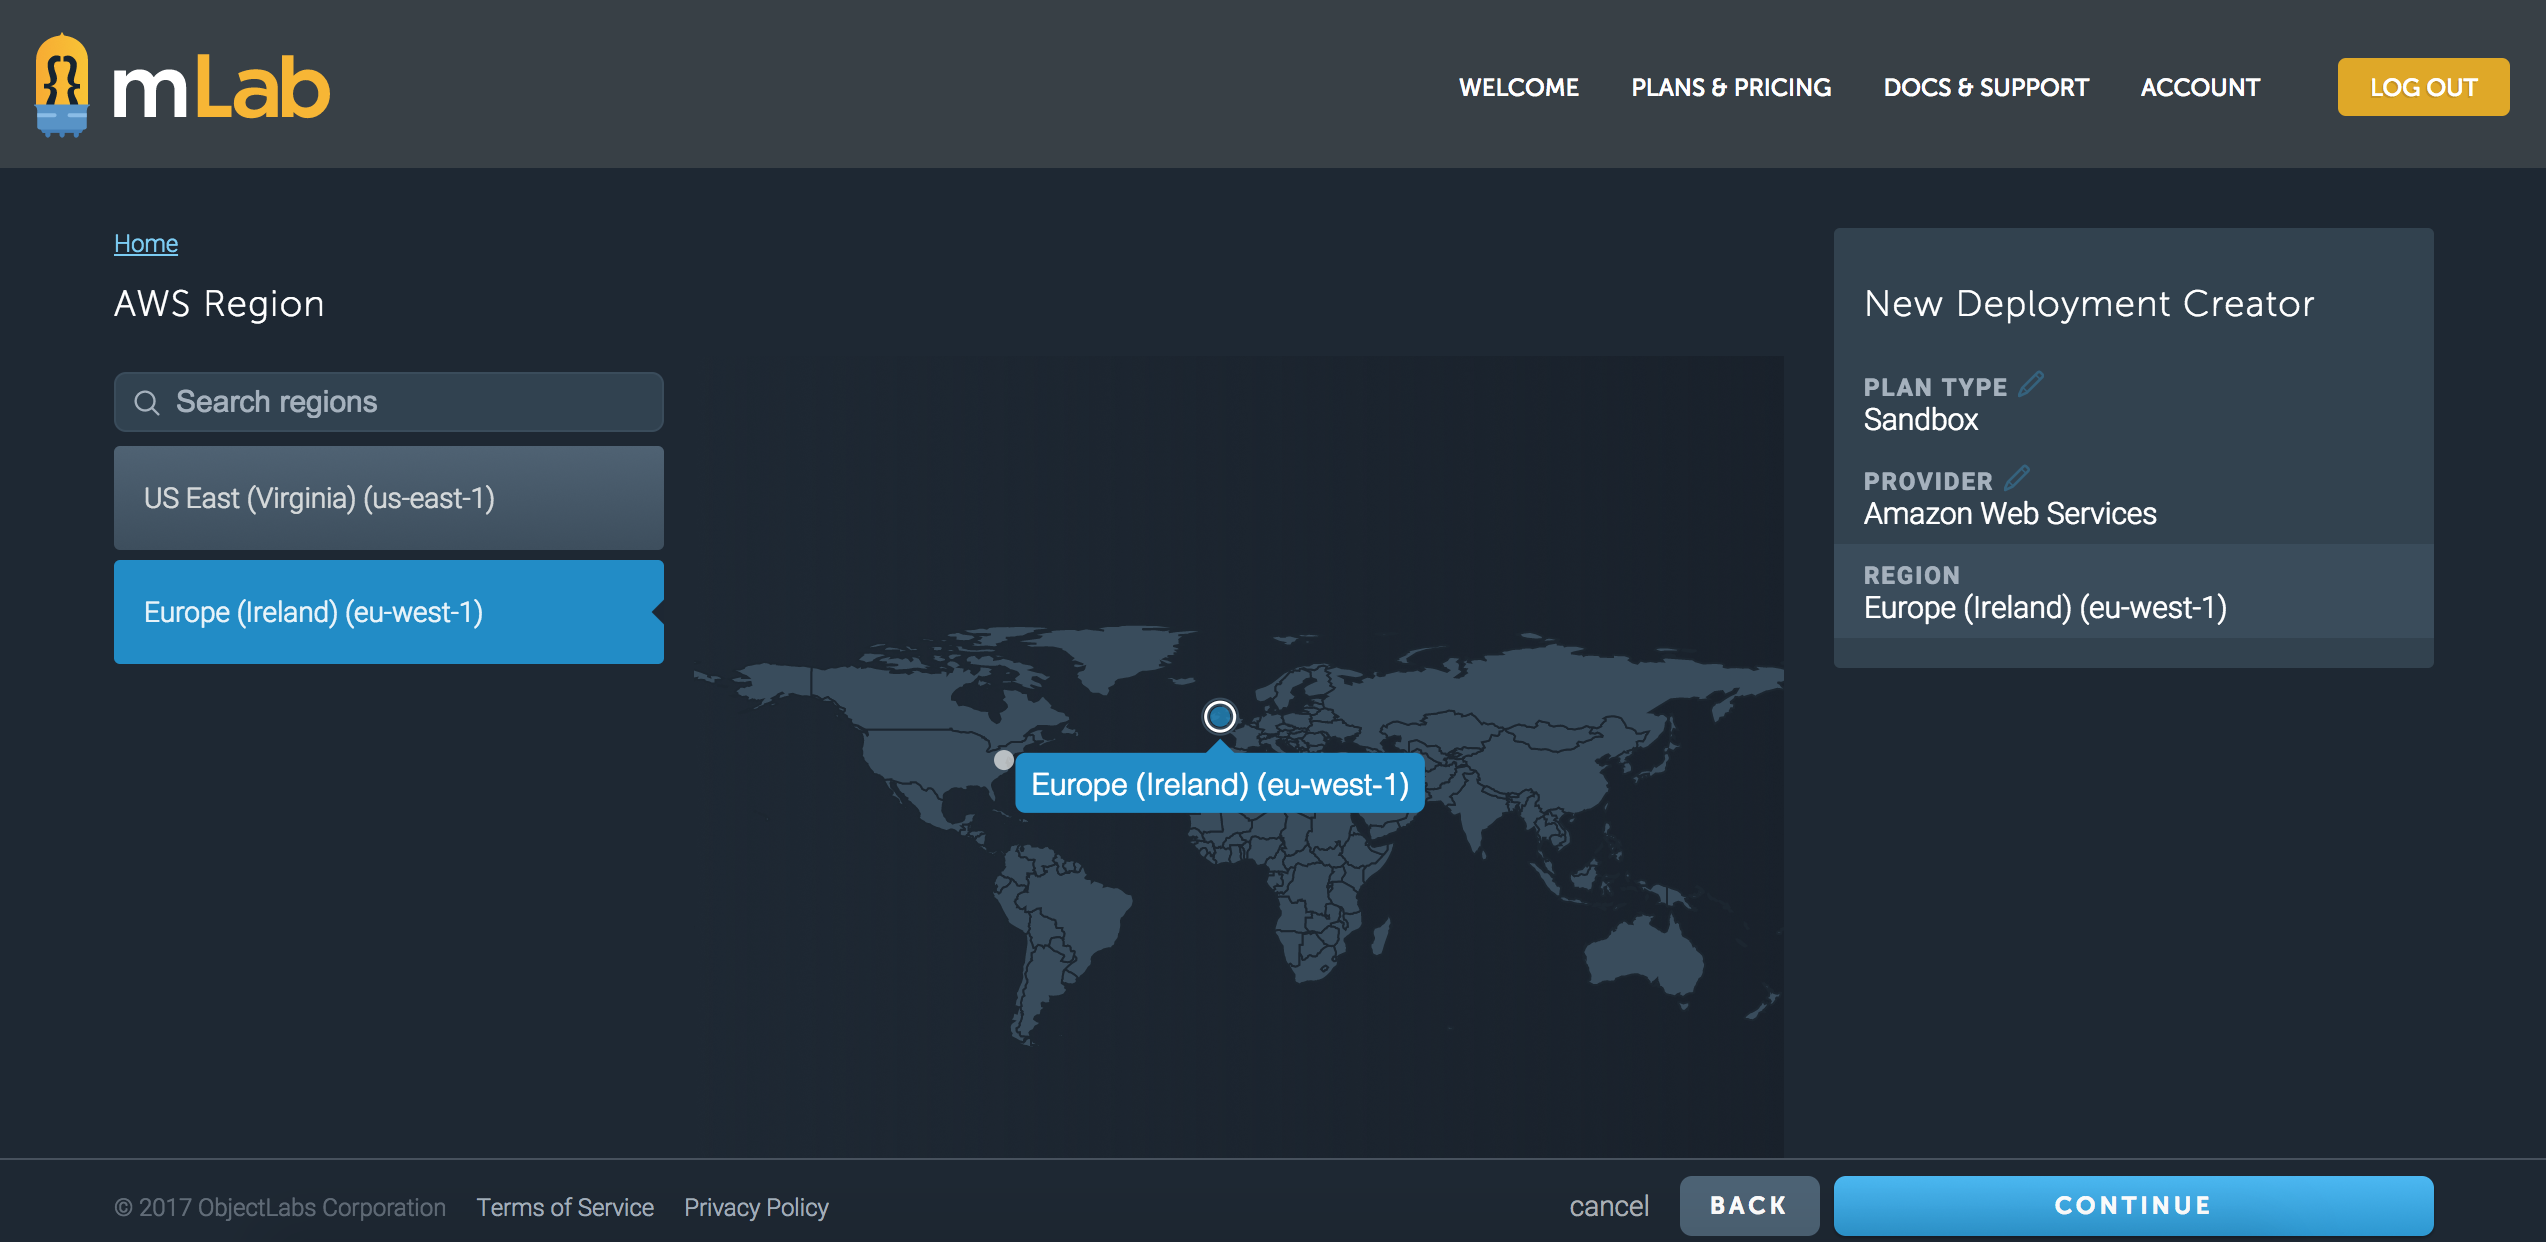 mLab
WELCOME
PLANS & PRICING
DOCS & SUPPORT
ACCOUNT
LOG OUT
Home
AWS Region
Search regions
US East (Virginia) (us-east-1)
Europe (Ireland) (eu-west-1)
Europe (Ireland) (eu-west-1)
New Deployment Creator
PLAN TYPE
Sandbox
PROVIDER
Amazon Web Services
REGION
Europe (Ireland) (eu-west-1)
© 2017 ObjectLabs Corporation
Terms of Service
Privacy Policy
cancel
BACK
CONTINUE